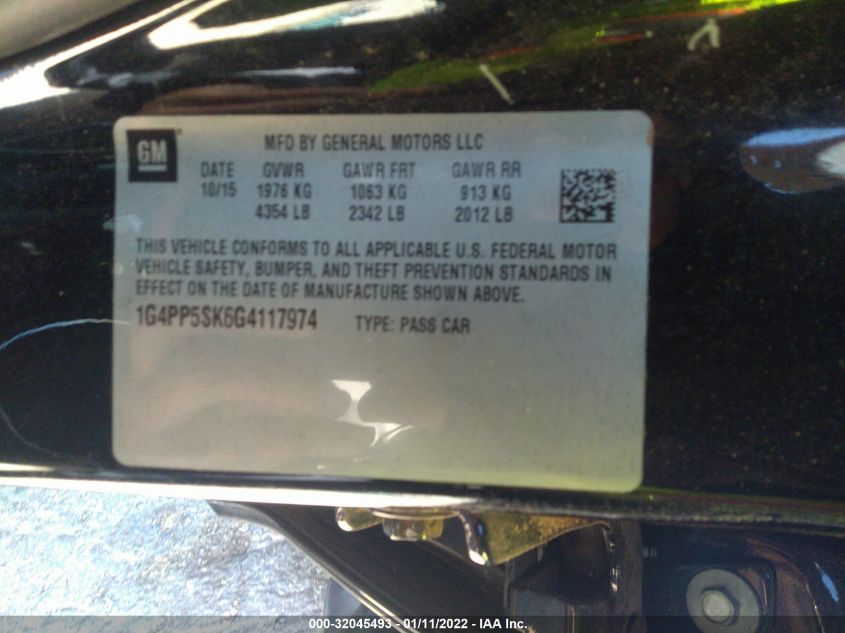 GM
MFD BY GENERAL MOTORS LLC
DATE GVWR GAWR FRT GAWR RR
10/15 1976 KG 1063 KG 913 KG
4354 LB 2342 LB 2012 LB
THIS VEHICLE CONFORMS TO ALL APPLICABLE U.S. FEDERAL MOTOR
VEHICLE SAFETY, BUMPER, AND THEFT PREVENTION STANDARDS IN
EFFECT ON THE DATE OF MANUFACTURE SHOWN ABOVE.
1G4PP5SK6G4117974 TYPE: PASS CAR
000-32045493 - 01/11/2022 - IAA Inc.